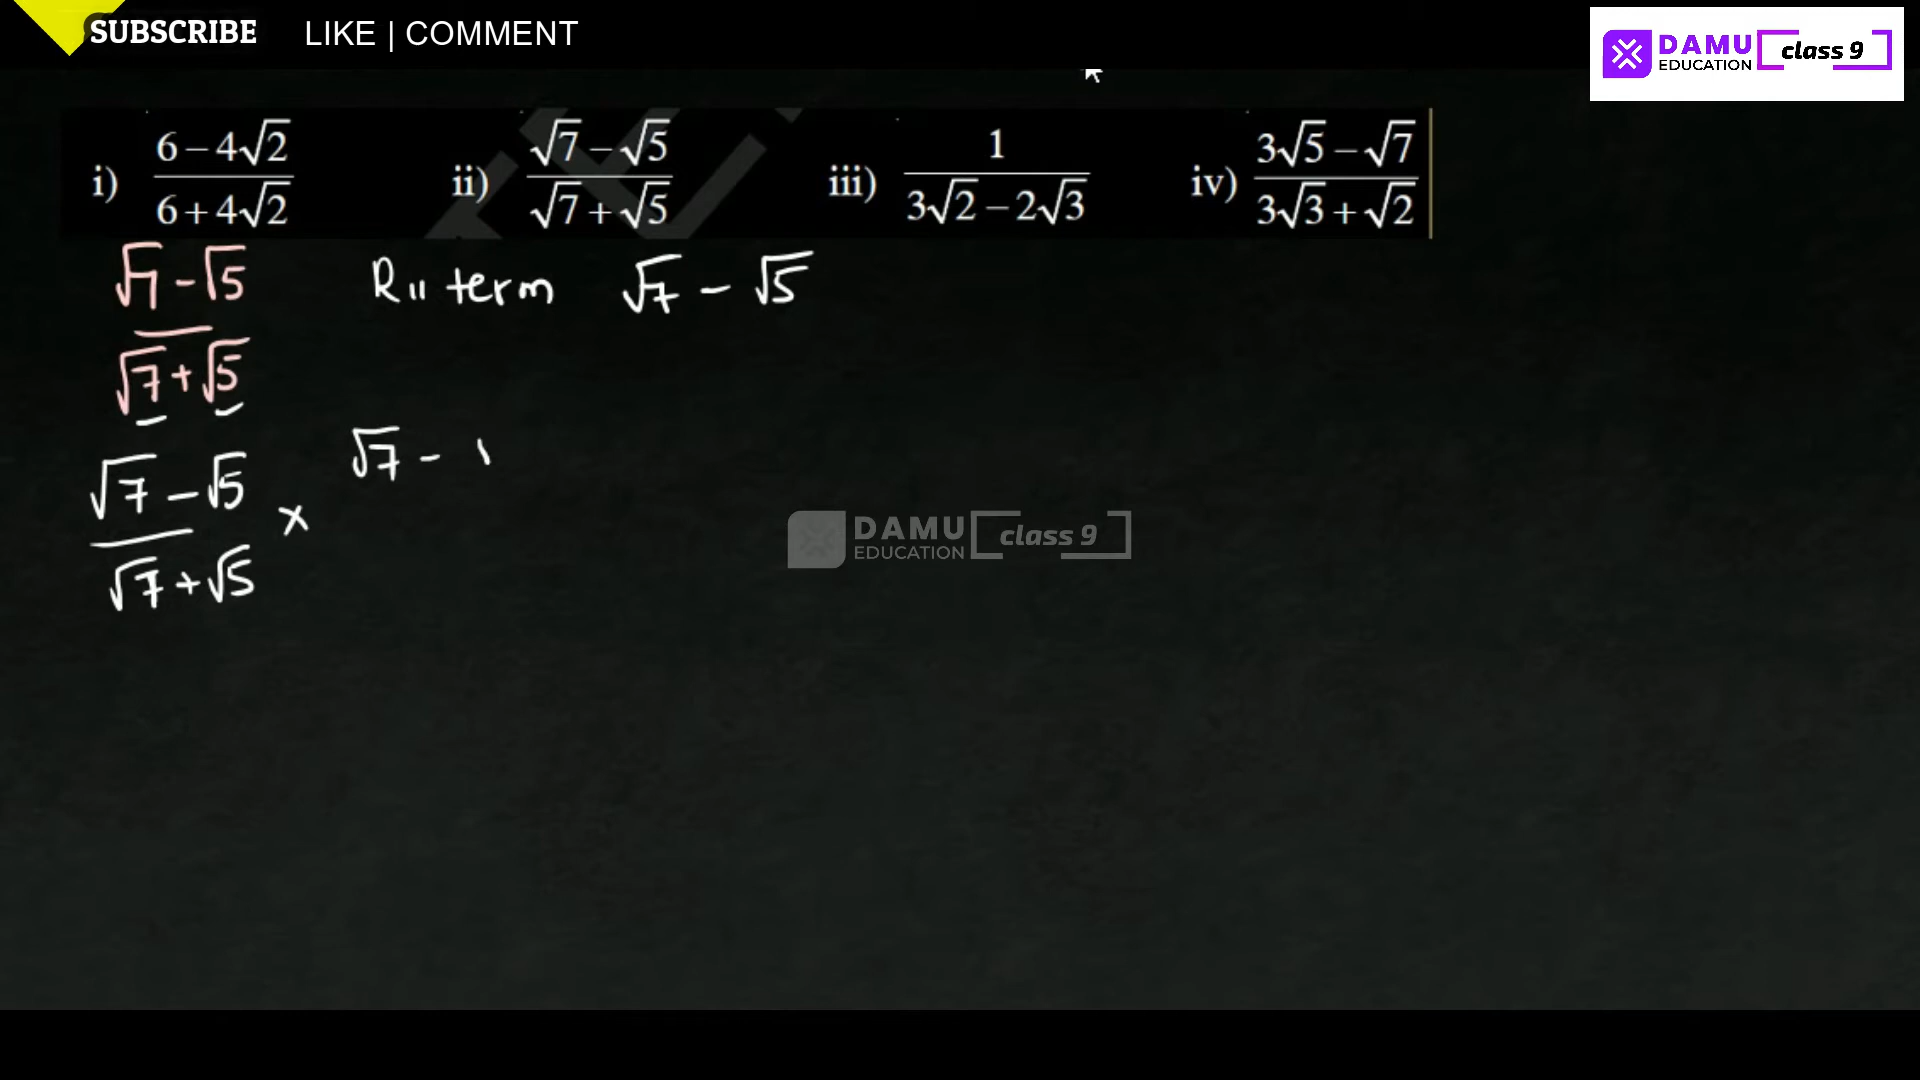 SUBSCRIBE LIKE | COMMENT
DAMU EDUCATION class 9
i) (6 – 4√2)/(6 + 4√2) ii) (√7 – √5)/(√7 + √5) iii) 1/(3√2 – 2√3) iv) (3√5 – √7)/(3√3 + √2)
√7 - √5 R॥ term √7 - √5
√7 + √5
√7 - √5 × √7 -
√7 + √5
DAMU EDUCATION class 9